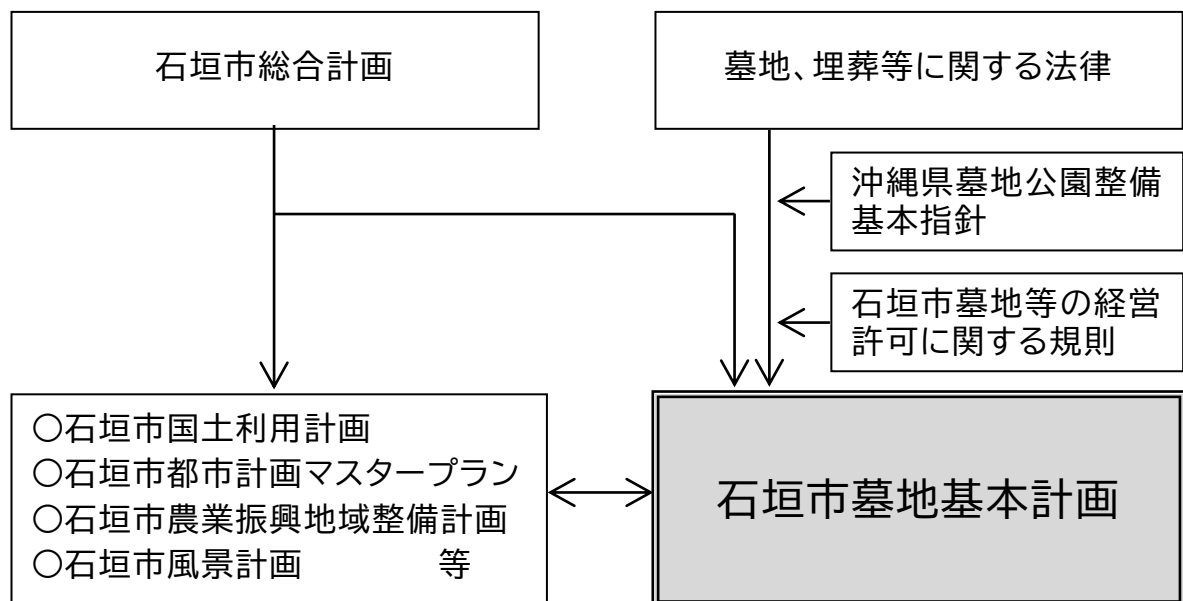 石垣市総合計画
墓地、埋葬等に関する法律
沖縄県墓地公園整備
基本指針
石垣市墓地等の経営
許可に関する規則
○石垣市国土利用計画
○石垣市都市計画マスタープラン
○石垣市農業振興地域整備計画
○石垣市風景計画　　　　等
石垣市墓地基本計画